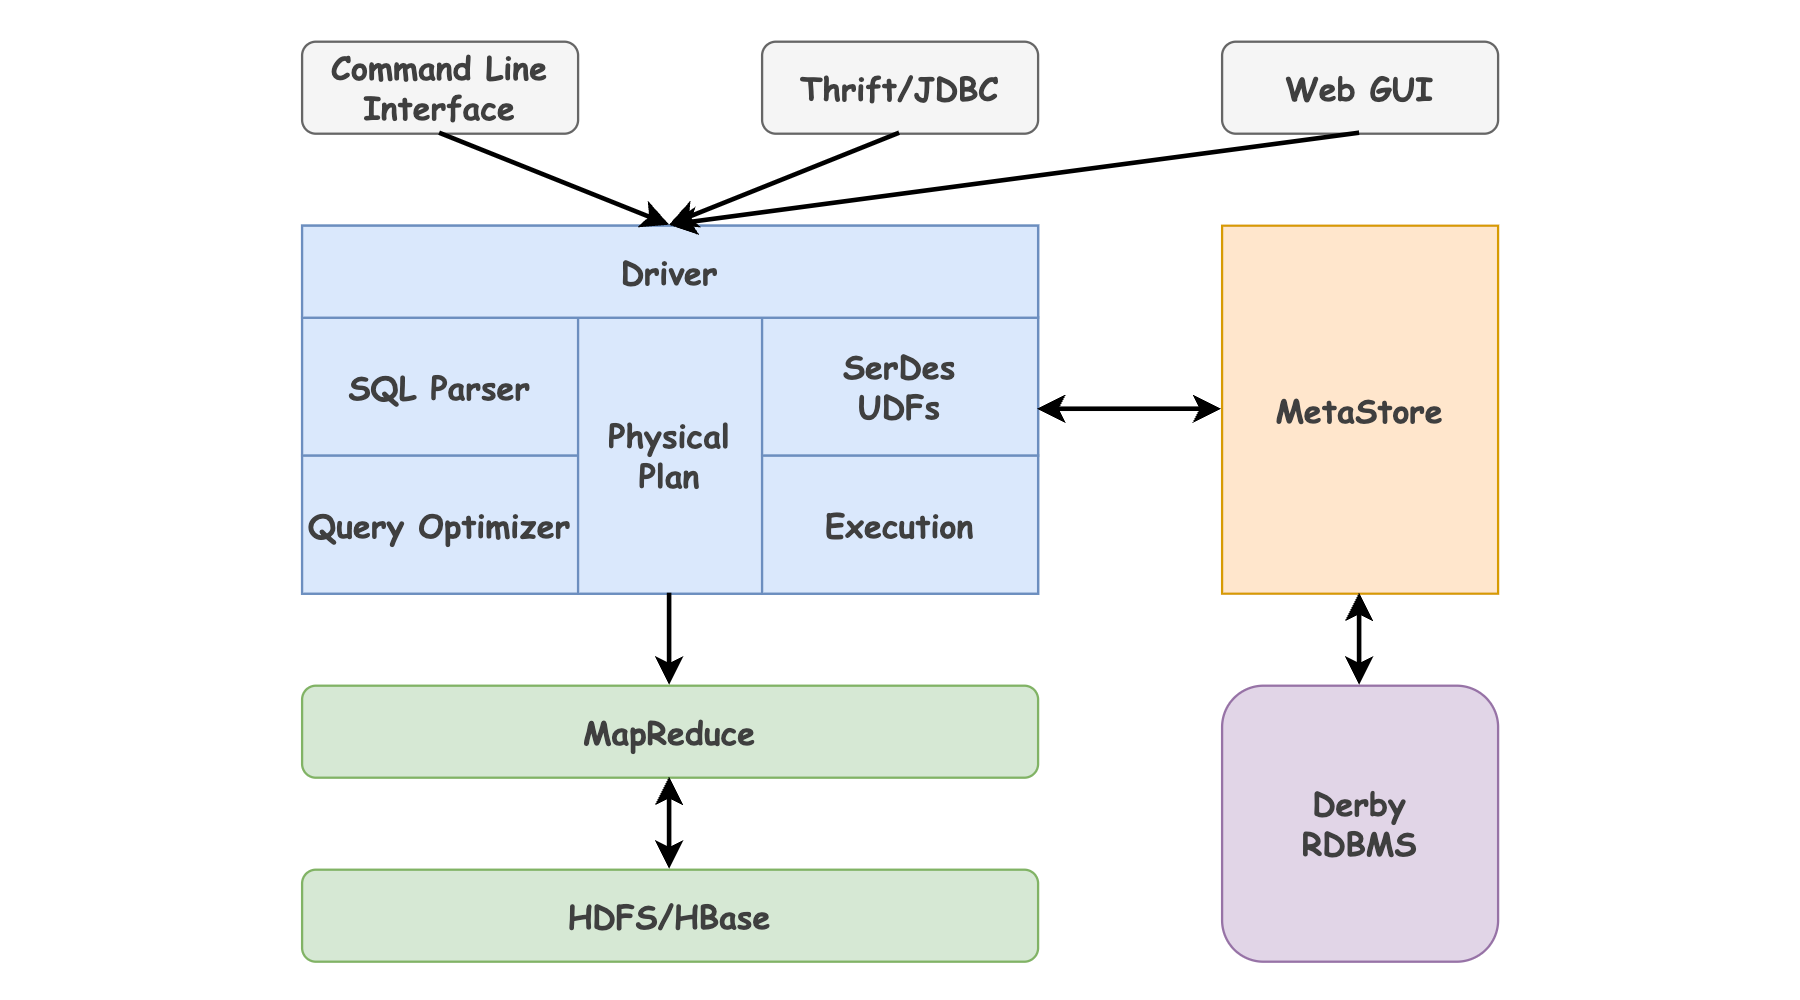 Command Line
Interface
Thrift/JDBC
Web GUI
Driver
SQL Parser
Query Optimizer
Physical
Plan
SerDes
UDFs
Execution
MetaStore
MapReduce
HDFS/HBase
Derby
RDBMS